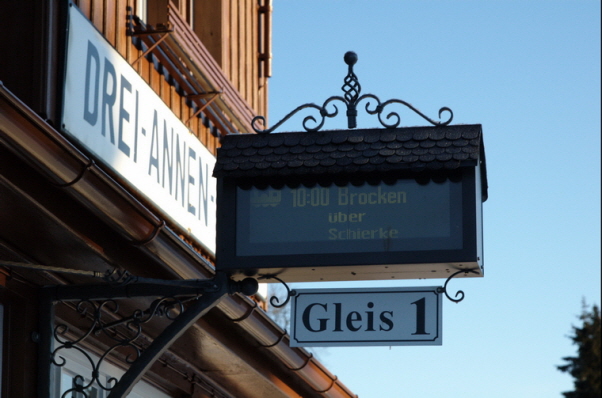 DREI-ANNEN-
10:00 Brocken
über
Schierke
Gleis 1